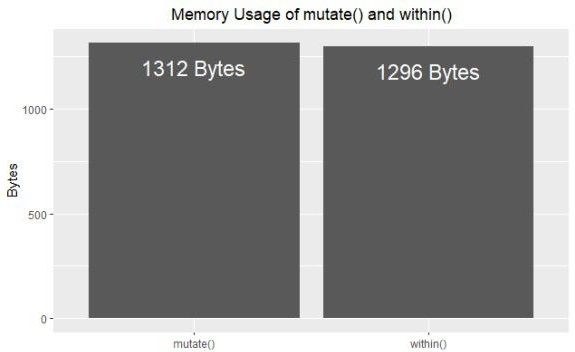 Memory Usage of mutate() and within()
1312 Bytes
1296 Bytes
1000
500
0
Bytes
mutate()
within()